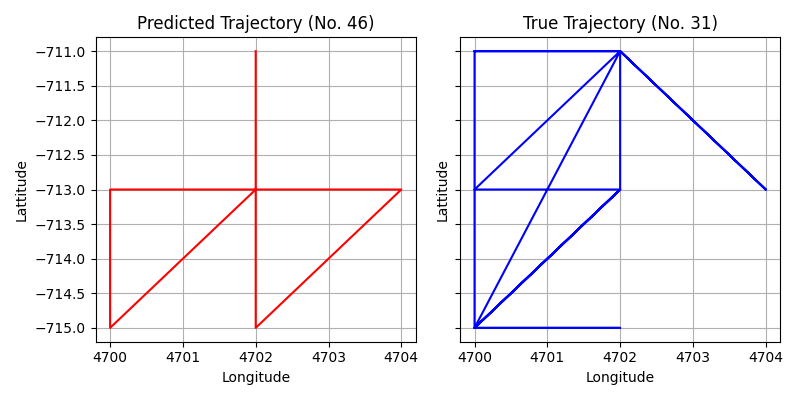 Predicted Trajectory (No. 46)
True Trajectory (No. 31)
−711.0
−711.5
−712.0
−712.5
−713.0
−713.5
−714.0
−714.5
−715.0
Lattitude
Lattitude
4700 4701 4702 4703 4704
4700 4701 4702 4703 4704
Longitude
Longitude